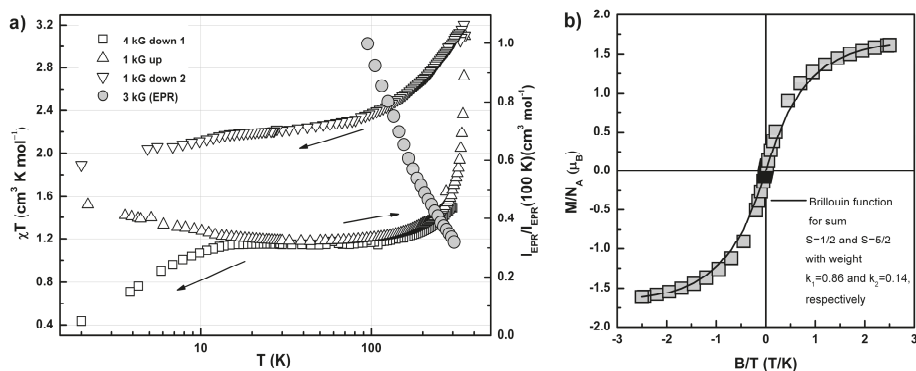 a)
3.2
2.8
2.4
2.0
1.6
1.2
0.8
0.4
χT (cm³ K mol⁻¹)
4 kG down 1
1 kG up
1 kG down 2
3 kG (EPR)
10
100
T (K)
1.0
0.8
0.6
0.4
0.2
0.0
I_EPR/I_EPR(100 K)(cm³ mol⁻¹)
b)
2.0
1.5
1.0
0.5
0.0
-0.5
-1.0
-1.5
-2.0
M/N_A (μ_B)
Brillouin function
for sum
S=1/2 and S=5/2
with weight
k₁=0.86 and k₂=0.14,
respectively
-3
-2
-1
0
1
2
3
B/T (T/K)